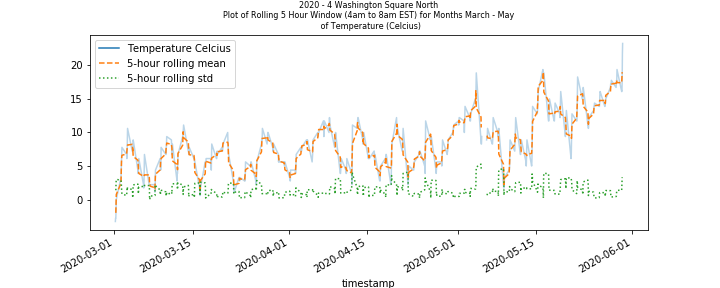 2020 - 4 Washington Square North
Plot of Rolling 5 Hour Window (4am to 8am EST) for Months March - May
of Temperature (Celcius)
Temperature Celcius
5-hour rolling mean
5-hour rolling std
20
15
10
5
0
2020-03-01
2020-03-15
2020-04-01
2020-04-15
2020-05-01
2020-05-15
2020-06-01
timestamp